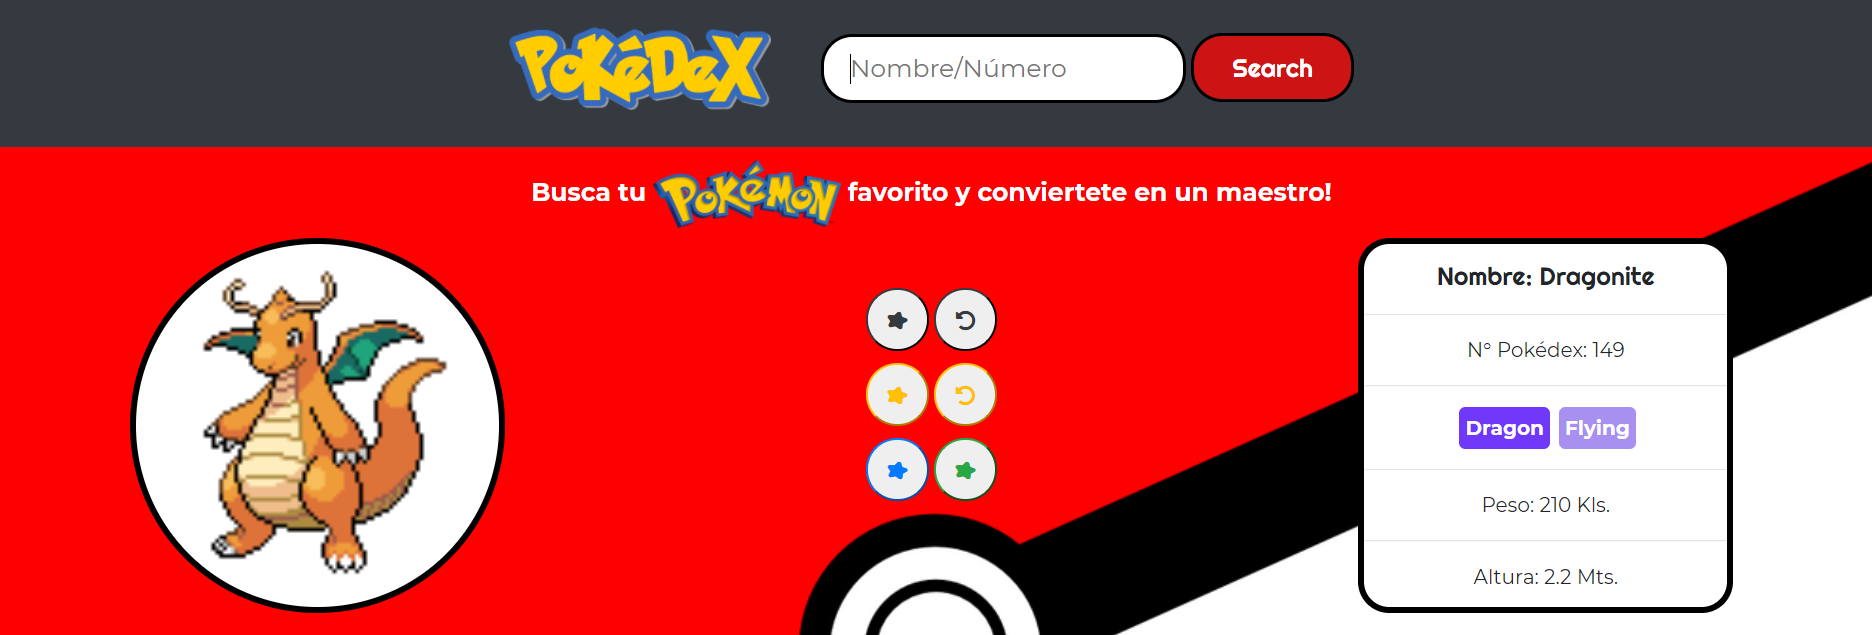 POKéDEX
Nombre/Número
Search
Busca tu POKéMON favorito y conviertete en un maestro!
Nombre: Dragonite
N° Pokédex: 149
Dragon Flying
Peso: 210 Kls.
Altura: 2.2 Mts.